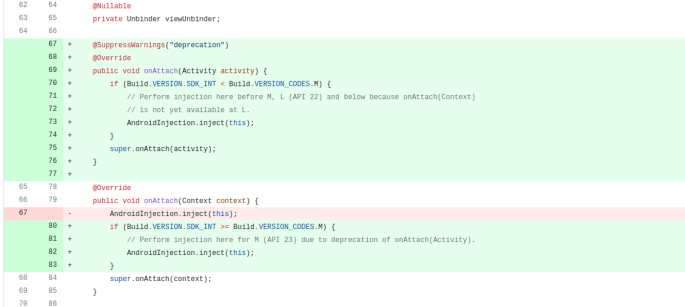 62 64 @Nullable
63 65 private Unbinder viewUnbinder;
64 66
67 + @SuppressWarnings("deprecation")
68 + @Override
69 + public void onAttach(Activity activity) {
70 + if (Build.VERSION.SDK_INT < Build.VERSION_CODES.M) {
71 + // Perform injection here before M, L (API 22) and below because onAttach(Context)
72 + // is not yet available at L.
73 + AndroidInjection.inject(this);
74 + }
75 + super.onAttach(activity);
76 + }
77 +
65 78 @Override
66 79 public void onAttach(Context context) {
67 - AndroidInjection.inject(this);
80 + if (Build.VERSION.SDK_INT >= Build.VERSION_CODES.M) {
81 + // Perform injection here for M (API 23) due to deprecation of onAttach(Activity).
82 + AndroidInjection.inject(this);
83 + }
68 84 super.onAttach(context);
69 85 }
70 86